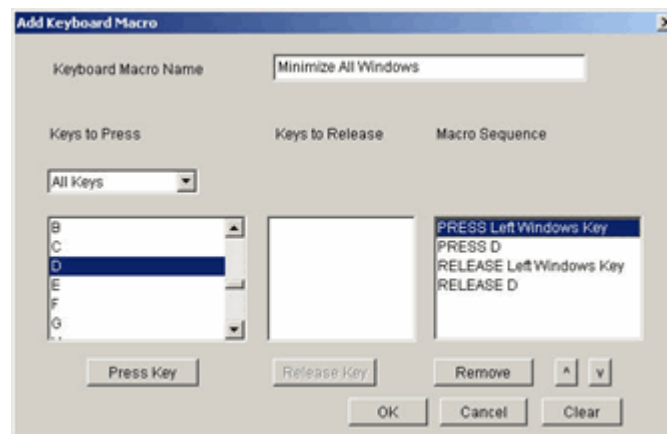 Add Keyboard Macro
Keyboard Macro Name
Minimize All Windows
Keys to Press
Keys to Release
Macro Sequence
All Keys
B
C
D
E
F
G
PRESS Left Windows Key
PRESS D
RELEASE Left Windows Key
RELEASE D
Press Key
Release Key
Remove
^
v
OK
Cancel
Clear